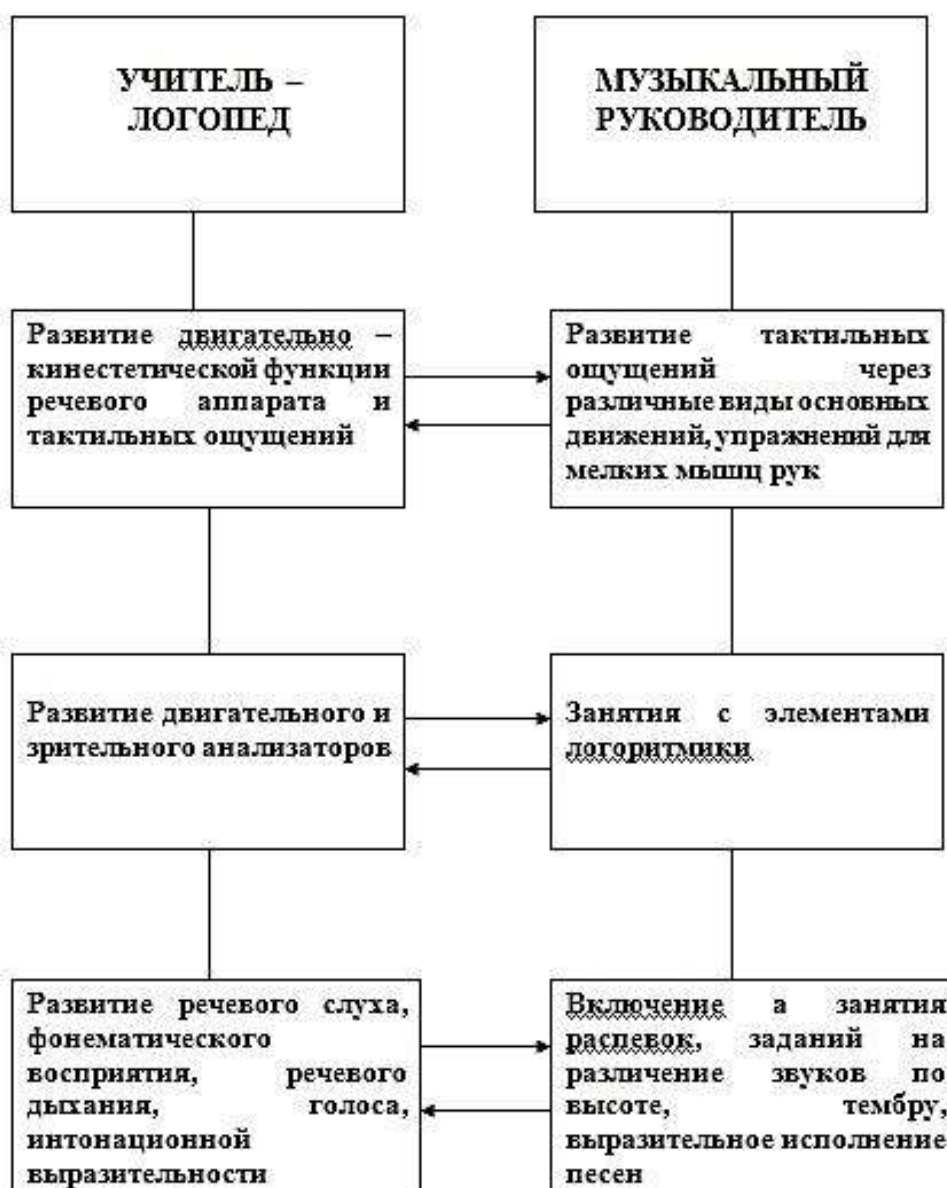 УЧИТЕЛЬ –
ЛОГОПЕД
МУЗЫКАЛЬНЫЙ
РУКОВОДИТЕЛЬ
Развитие двигательно –
кинестетической функции
речевого аппарата и
тактильных ощущений
Развитие тактильных
ощущений через
различные виды основных
движений, упражнений для
мелких мышц рук
Развитие двигательного и
зрительного анализаторов
Занятия с элементами
логоритмики
Развитие речевого слуха,
фонематического
восприятия, речевого
дыхания, голоса,
интонационной
выразительности
Включение а занятия
распевок, заданий на
различение звуков по
высоте, тембру,
выразительное исполнение
песен